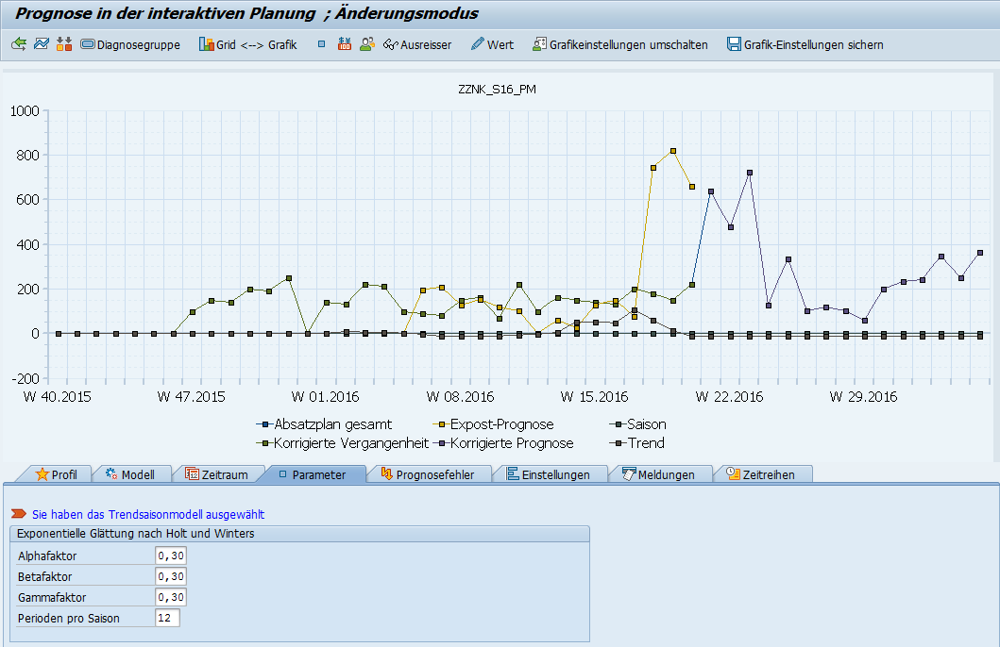 Prognose in der interaktiven Planung ; Änderungsmodus
Diagnosegruppe Grid <--> Grafik Ausreisser Wert Grafikeinstellungen umschalten Grafik-Einstellungen sichern
ZZNK_S16_PM
1000
800
600
400
200
0
-200
W 40.2015 W 47.2015 W 01.2016 W 08.2016 W 15.2016 W 22.2016 W 29.2016
Absatzplan gesamt Expost-Prognose Saison
Korrigierte Vergangenheit Korrigierte Prognose Trend
Profil Modell Zeitraum Parameter Prognosefehler Einstellungen Meldungen Zeitreihen
Sie haben das Trendsaisonmodell ausgewählt
Exponentielle Glättung nach Holt und Winters
Alphafaktor 0,30
Betafaktor 0,30
Gammafaktor 0,30
Perioden pro Saison 12